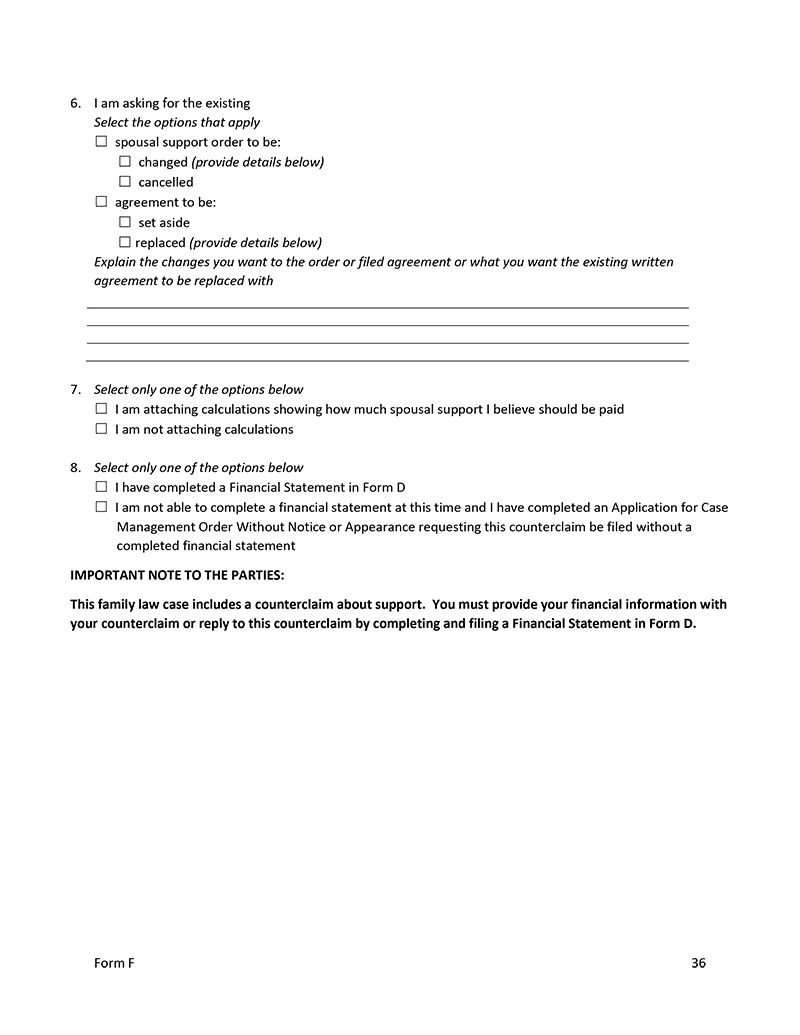 6. I am asking for the existing
Select the options that apply
☐ spousal support order to be:
☐ changed (provide details below)
☐ cancelled
☐ agreement to be:
☐ set aside
☐ replaced (provide details below)
Explain the changes you want to the order or filed agreement or what you want the existing written
agreement to be replaced with
7. Select only one of the options below
☐ I am attaching calculations showing how much spousal support I believe should be paid
☐ I am not attaching calculations
8. Select only one of the options below
☐ I have completed a Financial Statement in Form D
☐ I am not able to complete a financial statement at this time and I have completed an Application for Case
Management Order Without Notice or Appearance requesting this counterclaim be filed without a
completed financial statement
IMPORTANT NOTE TO THE PARTIES:
This family law case includes a counterclaim about support.  You must provide your financial information with
your counterclaim or reply to this counterclaim by completing and filing a Financial Statement in Form D.
Form F 36